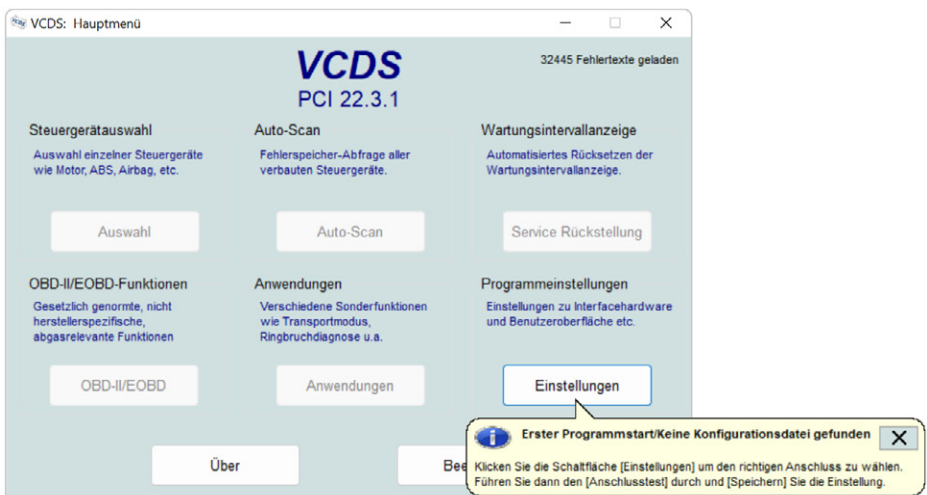 VCDS: Hauptmenü
VCDS
PCI 22.3.1
32445 Fehlertexte geladen
Steuergerätauswahl
Auswahl einzelner Steuergeräte
wie Motor, ABS, Airbag, etc.
Auswahl
Auto-Scan
Fehlerspeicher-Abfrage aller
verbauten Steuergeräte.
Auto-Scan
Wartungsintervallanzeige
Automatisiertes Rücksetzen der
Wartungsintervallanzeige.
Service Rückstellung
OBD-II/EOBD-Funktionen
Gesetzlich genormte, nicht
herstellerspezifische,
abgasrelevante Funktionen
OBD-II/EOBD
Anwendungen
Verschiedene Sonderfunktionen
wie Transportmodus,
Ringbruchdiagnose u.a.
Anwendungen
Programmeinstellungen
Einstellungen zu Interfacehardware
und Benutzeroberfläche etc.
Einstellungen
Über
Erster Programmstart/Keine Konfigurationsdatei gefunden
Klicken Sie die Schaltfläche [Einstellungen] um den richtigen Anschluss zu wählen.
Führen Sie dann den [Anschlusstest] durch und [Speichern] Sie die Einstellung.